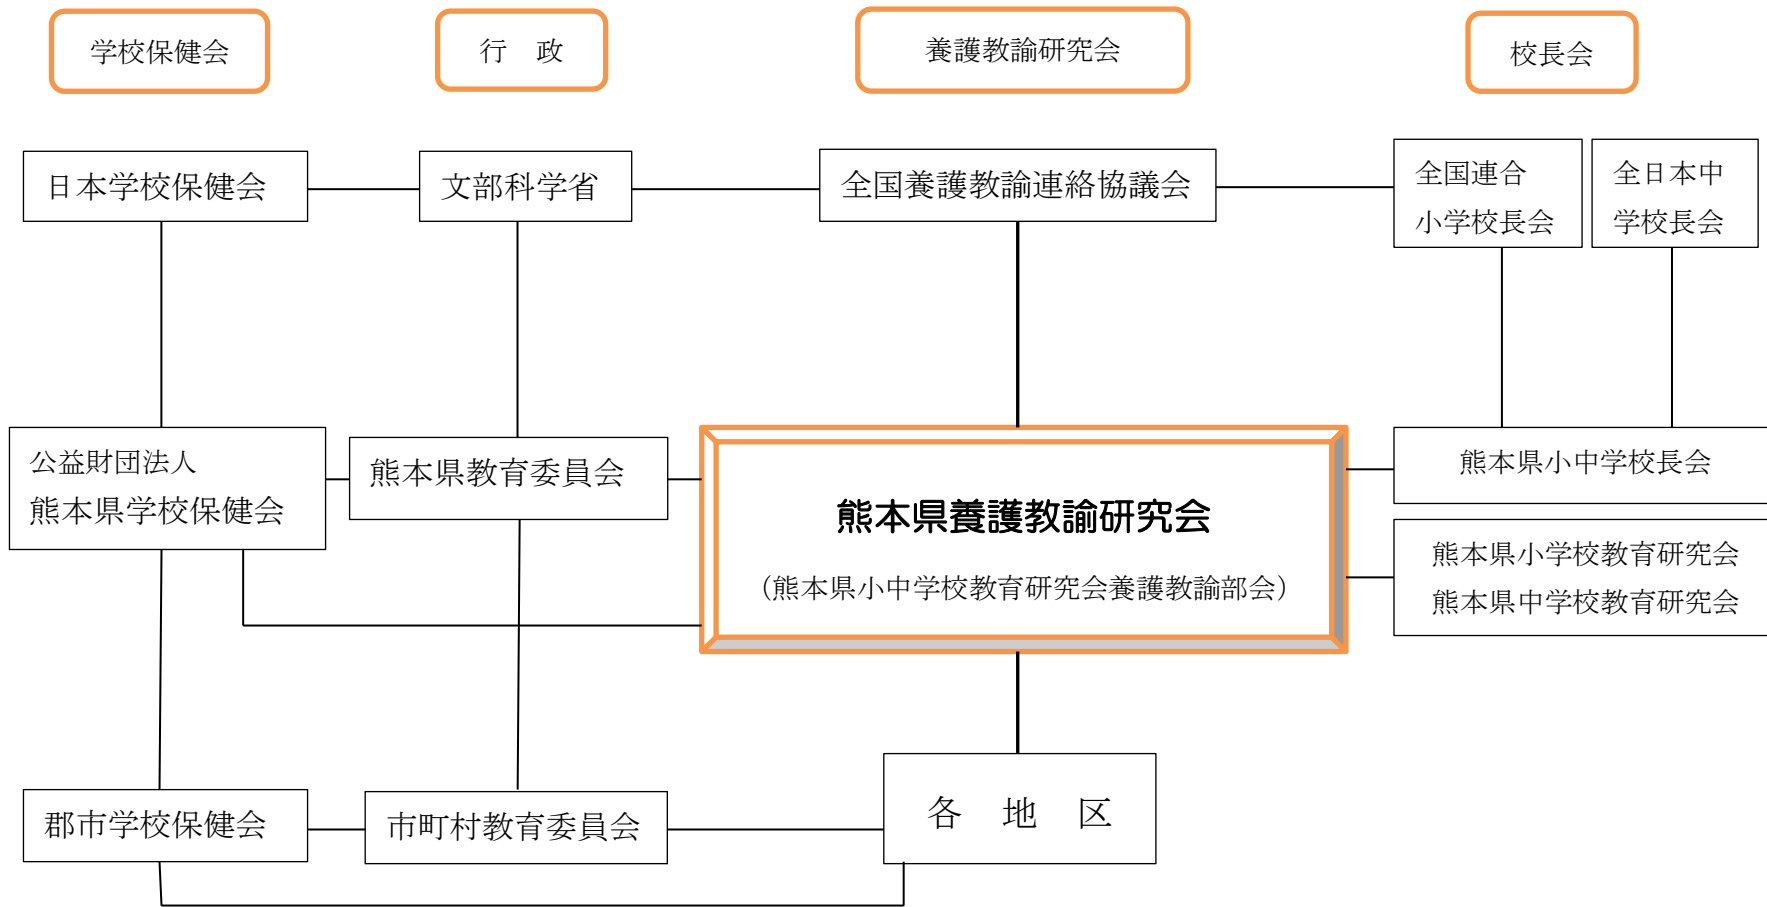 学校保健会
行　政
養護教諭研究会
校長会
日本学校保健会
文部科学省
全国養護教諭連絡協議会
全国連合
小学校長会
全日本中
学校長会
公益財団法人
熊本県学校保健会
熊本県教育委員会
熊本県養護教諭研究会
（熊本県小中学校教育研究会養護教諭部会）
熊本県小中学校長会
熊本県小学校教育研究会
熊本県中学校教育研究会
郡市学校保健会
市町村教育委員会
各　地　区